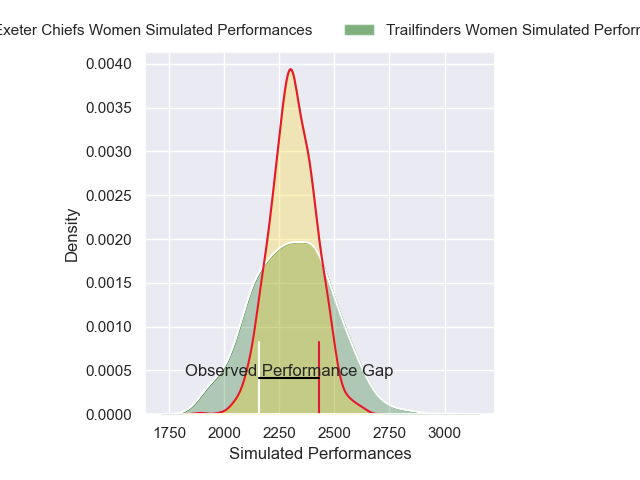 Exeter Chiefs Women Simulated Performances Trailfinders Women Simulated Perfor
0.0040
0.0035
0.0030
0.0025
0.0020
0.0015
0.0010
0.0005
0.0000
Density
Observed Performance Gap
1750 2000 2250 2500 2750 3000
Simulated Performances